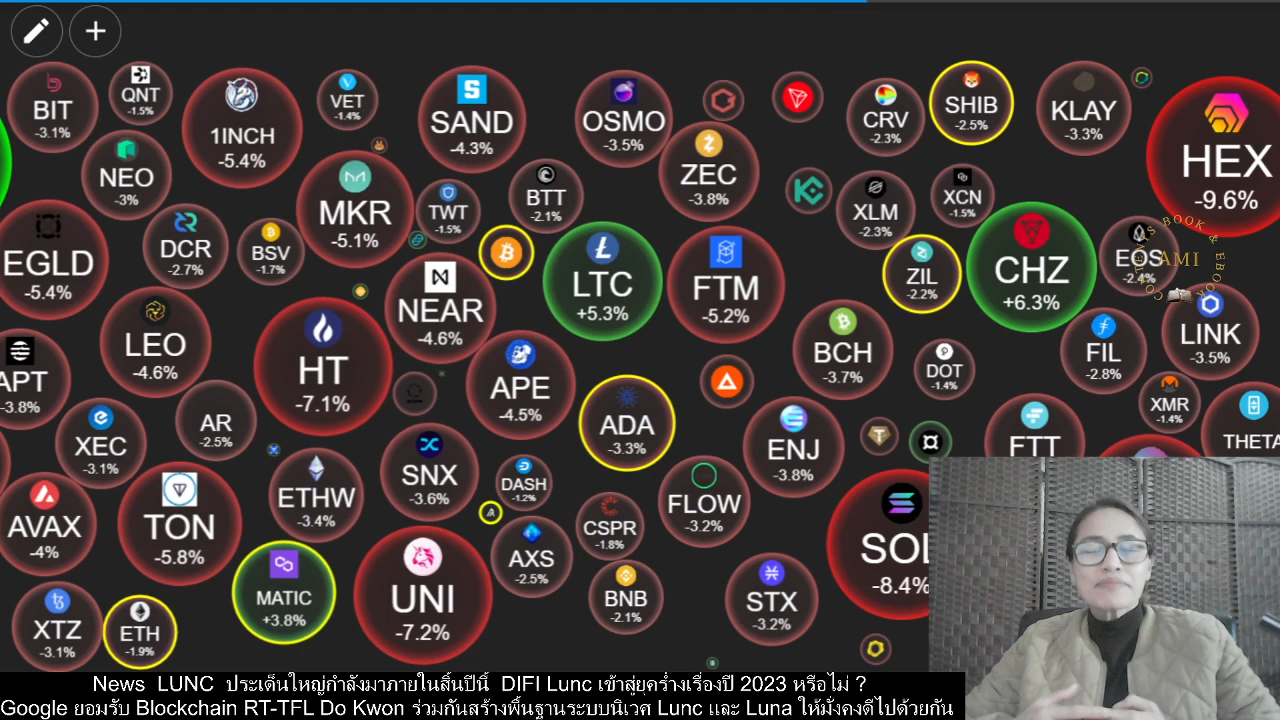 BIT
-3.1%
QNT
-1.5%
1INCH
-5.4%
VET
-1.4%
SAND
-4.3%
OSMO
-3.5%
CRV
-2.3%
SHIB
-2.5%
KLAY
-3.3%
HEX
-9.6%
NEO
-3%
MKR
-5.1%
TWT
-1.5%
BTT
-2.1%
ZEC
-3.8%
XLM
-2.3%
XCN
-1.5%
EGLD
-5.4%
DCR
-2.7%
BSV
-1.7%
NEAR
-4.6%
LTC
+5.3%
FTM
-5.2%
ZIL
-2.2%
CHZ
+6.3%
EOS
-2.4%
BOOK &
EBOOK
AMI
LEO
-4.6%
HT
-7.1%
APE
-4.5%
BCH
-3.7%
DOT
-1.4%
FIL
-2.8%
LINK
-3.5%
APT
-3.8%
XEC
-3.1%
AR
-2.5%
SNX
-3.6%
ADA
-3.3%
ENJ
-3.8%
XMR
-1.4%
FTT
THETA
AVAX
-4%
TON
-5.8%
ETHW
-3.4%
DASH
-1.2%
CSPR
-1.8%
FLOW
-3.2%
SOL
-8.4%
MATIC
+3.8%
UNI
-7.2%
AXS
-2.5%
BNB
-2.1%
STX
-3.2%
XTZ
-3.1%
ETH
-1.9%
News LUNC ประเด็นใหญ่กำลังมาภายในสิ้นปีนี้ DIFI Lunc เข้าสู่ยุคร่างเรื่องปี 2023 หรือไม่ ?
Google ยอมรับ Blockchain RT-TFL Do Kwon ร่วมกันสร้างพื้นฐานระบบนิเวศ Lunc และ Luna ให้มั่งคงดีไปด้วยกัน